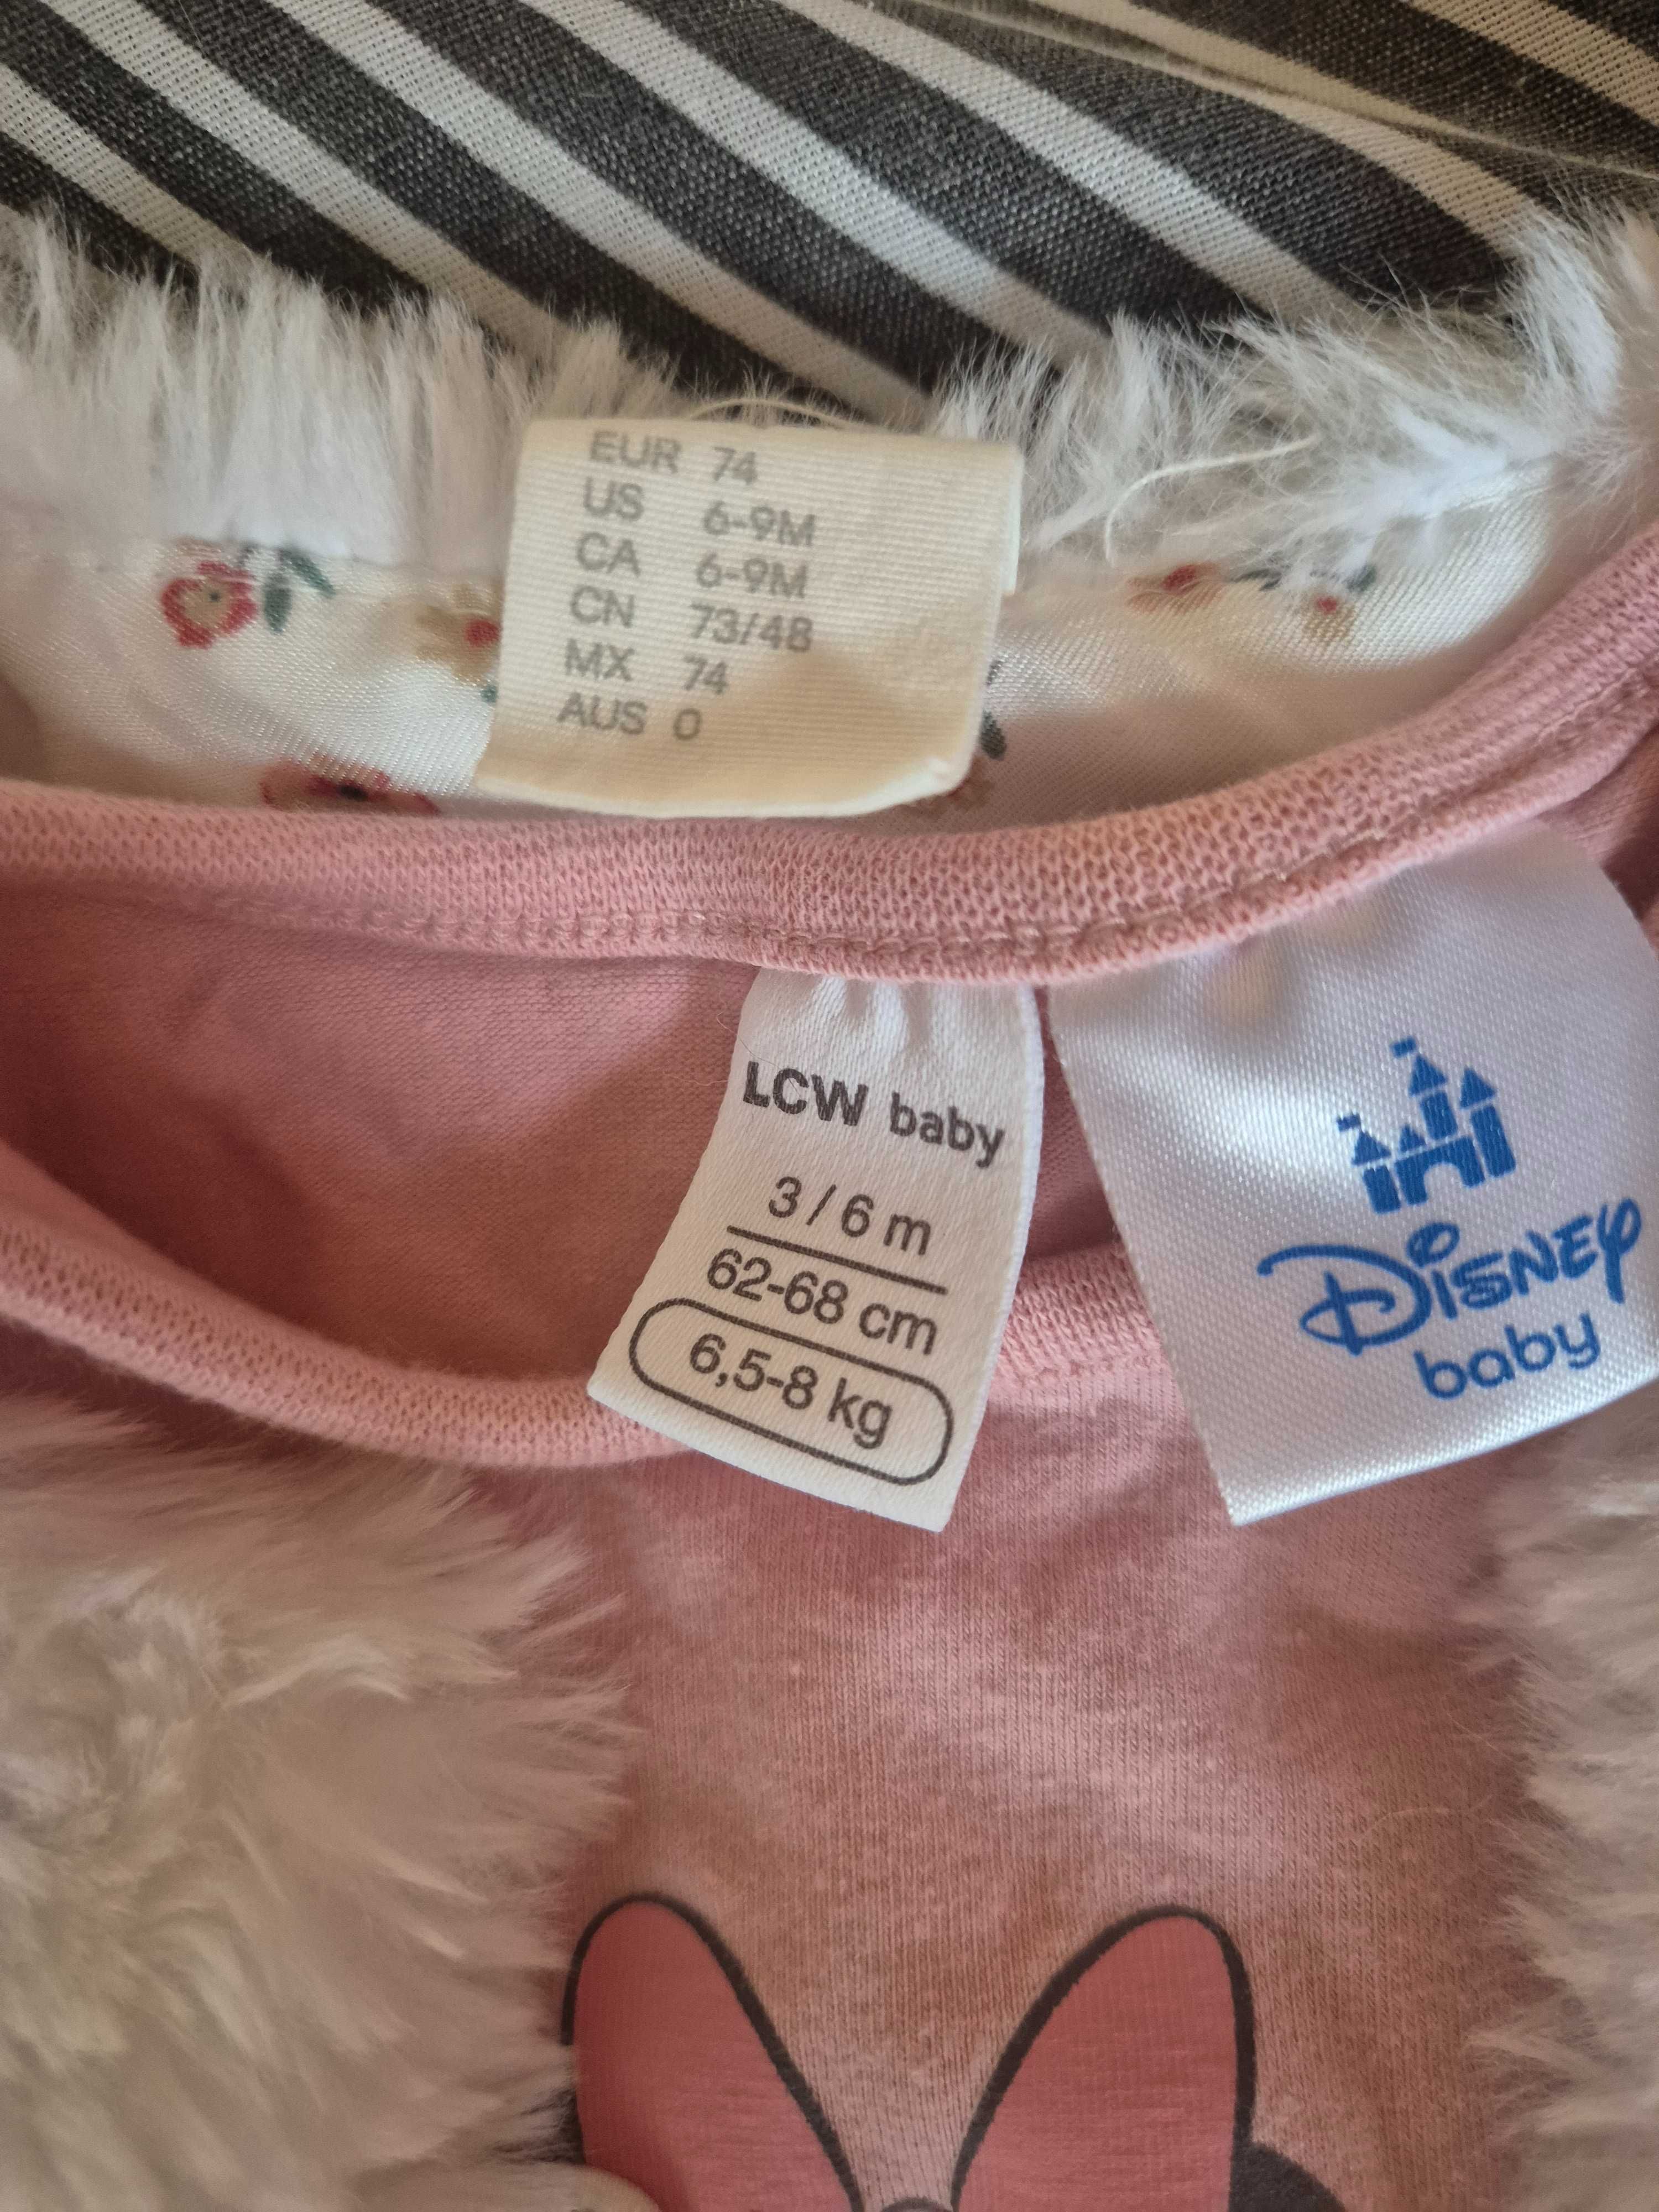 EUR 74
US 6-9M
CA 6-9M
CN 73/48
MX 74
AUS 0
LCW baby
3 / 6 m
62-68 cm
6,5-8 kg
Disney
baby